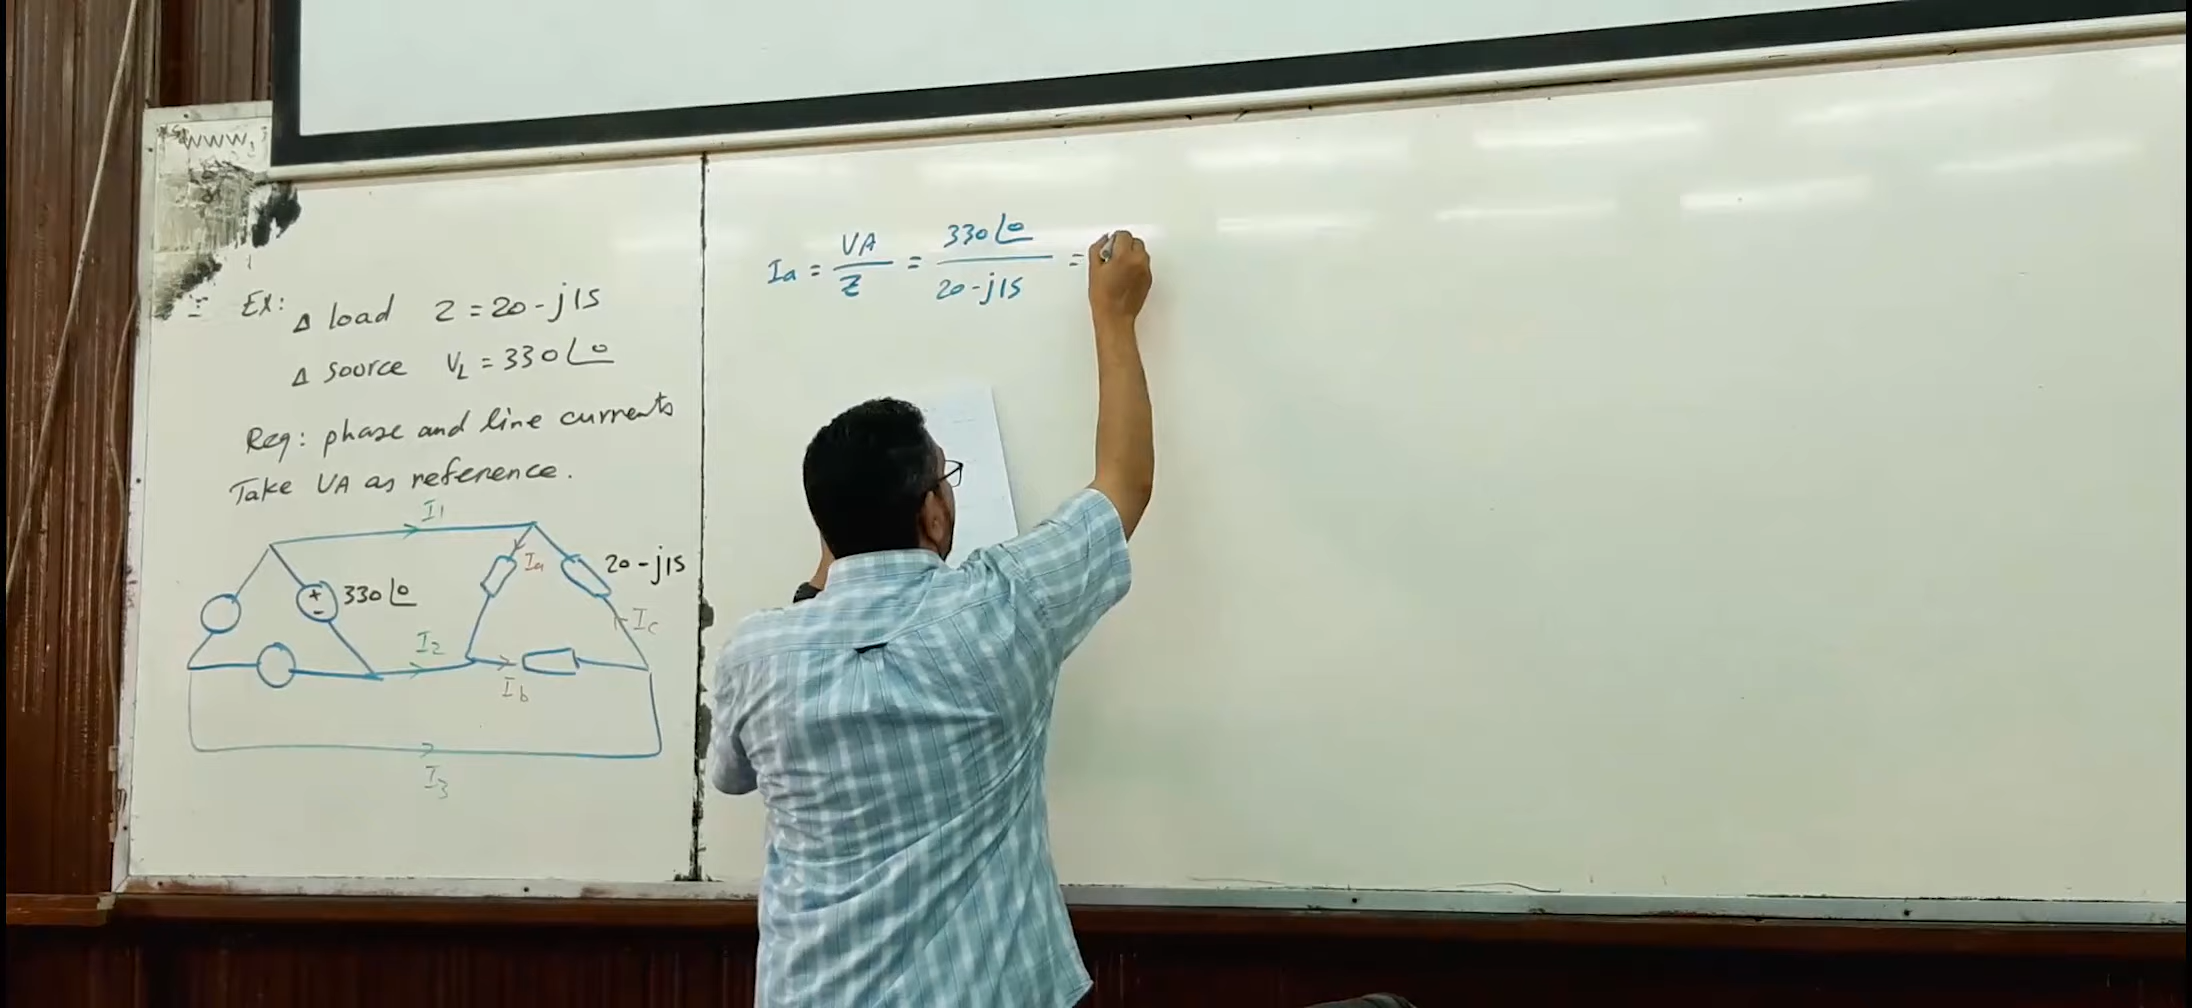 www.
Ex: Δ load Z = 20 - j15
Δ source VL = 330∠0
Req: phase and line currents
Take VA as reference.
I1
Ia
20 - j15
+
-
330∠0
Ic
I2
Ib
I3
Ia = VA / Z = 330∠0 / 20 - j15 =